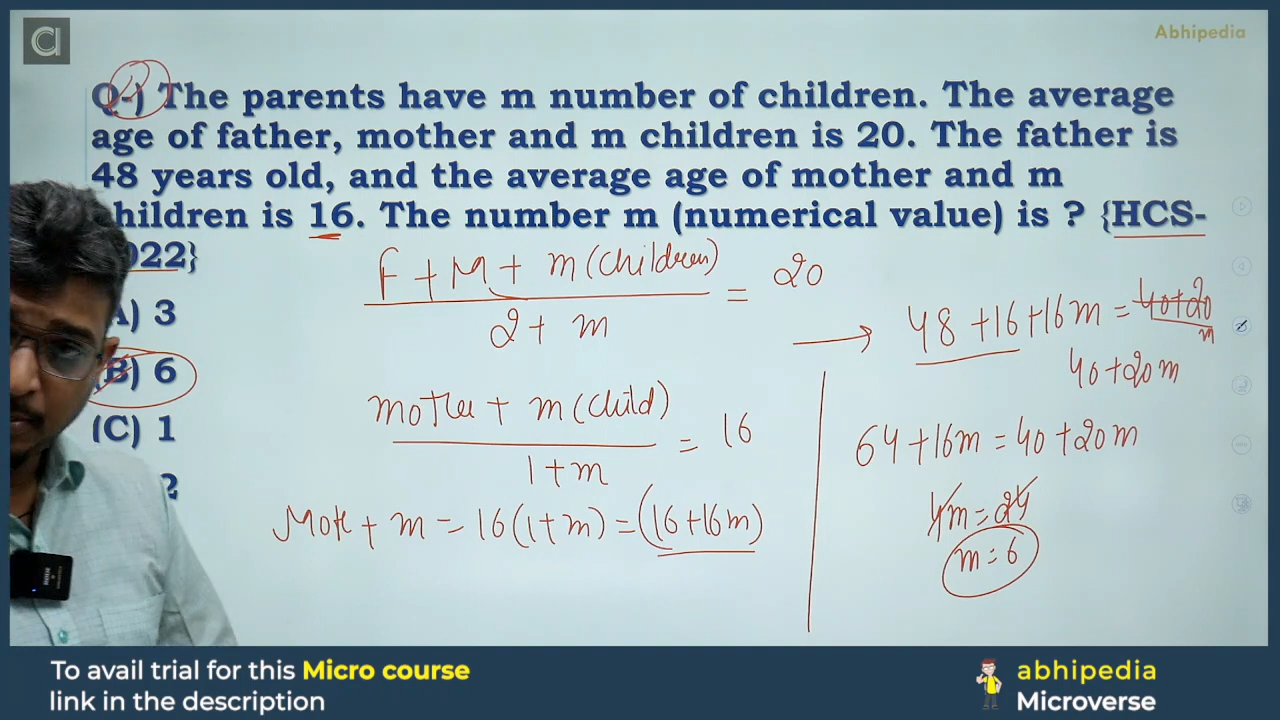 Abhipedia
Q-) The parents have m number of children. The average
age of father, mother and m children is 20. The father is
48 years old, and the average age of mother and m
hildren is 16. The number m (numerical value) is ? {HCS-
022}
A) 3
(B) 6
(C) 1
2
F + M + m (children)
2 + m
= 20
mother + m (child)
1 + m
= 16
Moth + m = 16(1+m) = (16+16m)
→ 48 + 16 + 16m = 40+20
m
40+20m
64+16m = 40+20m
4m = 24
m = 6
To avail trial for this Micro course
link in the description
abhipedia
Microverse